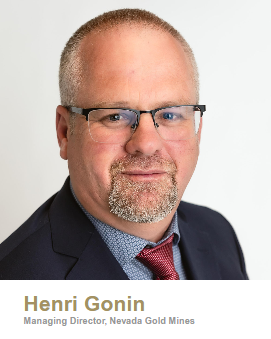 Henri Gonin
Managing Director, Nevada Gold Mines